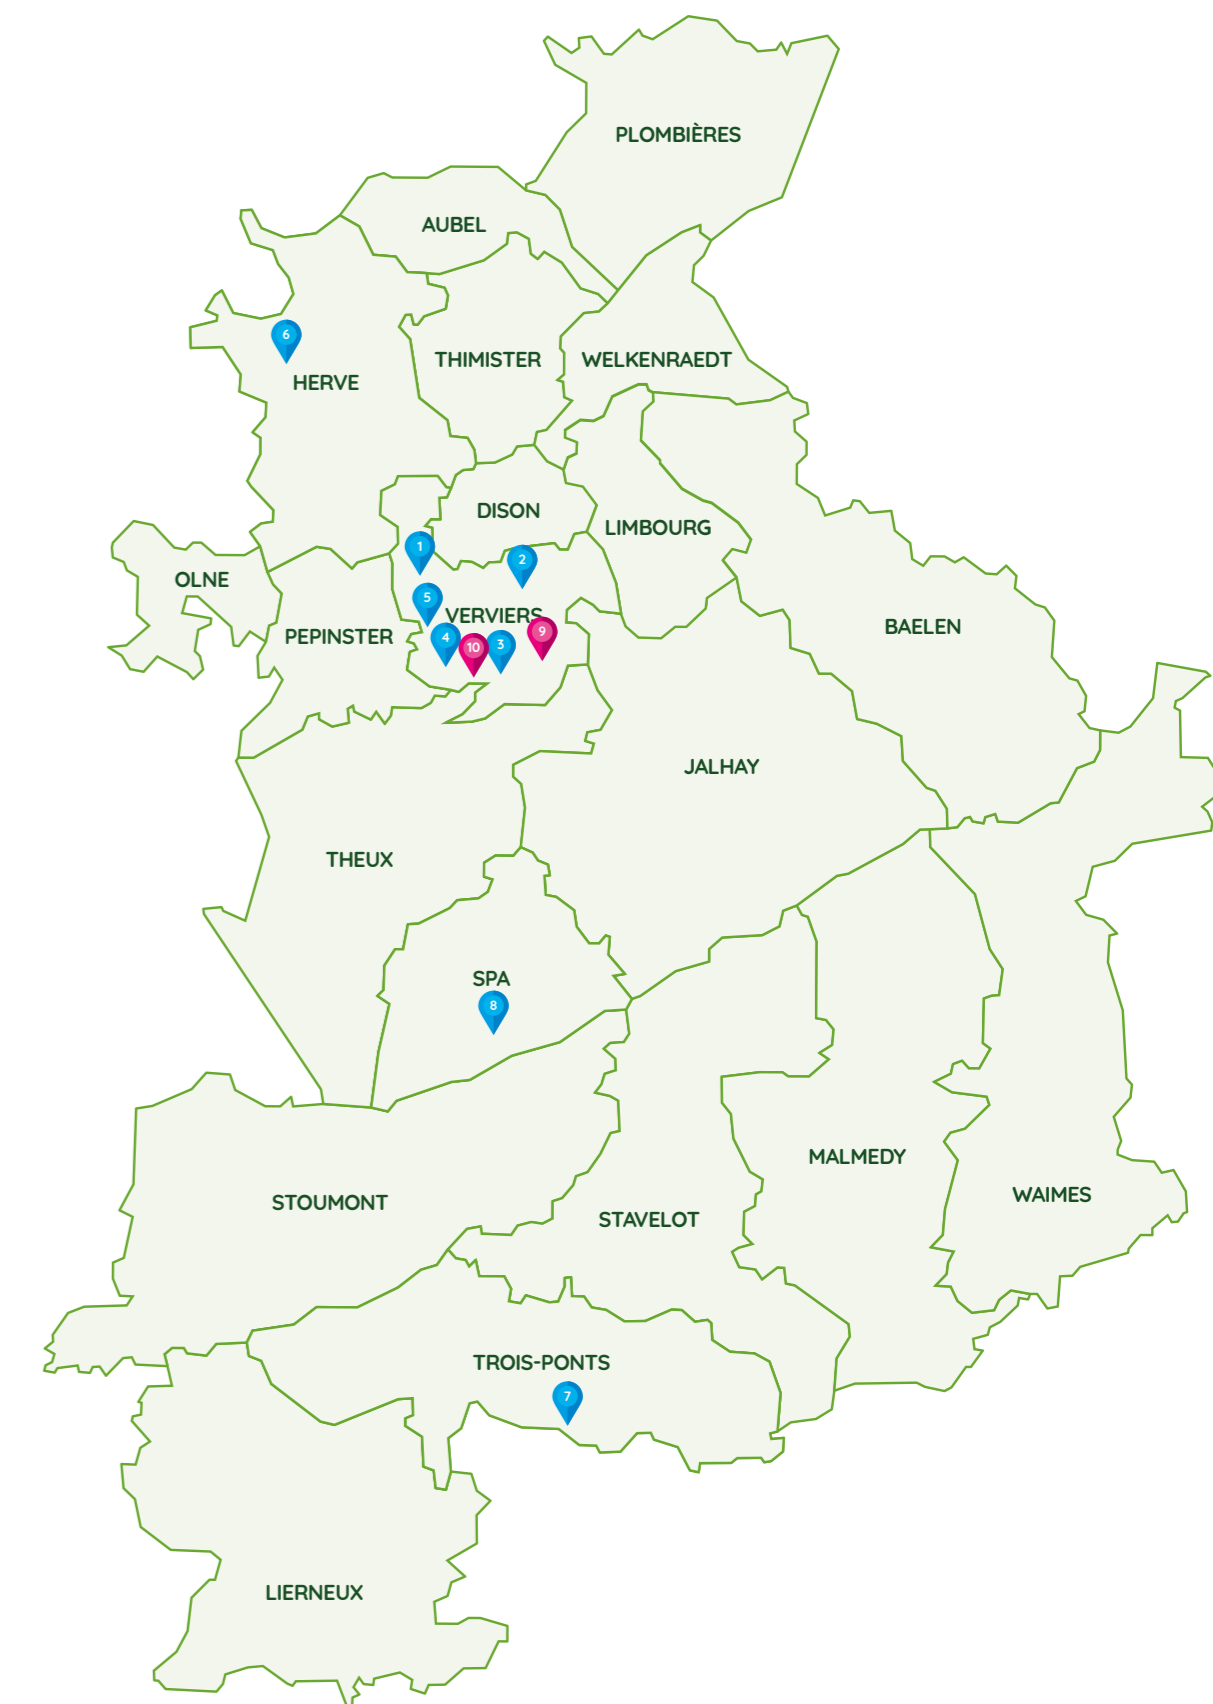 PLOMBIÈRES
AUBEL
6
THIMISTER
WELKENRAEDT
HERVE
DISON
LIMBOURG
1
2
OLNE
5
VERVIERS
BAELEN
PEPINSTER
4
10
3
9
JALHAY
THEUX
SPA
8
MALMEDY
WAIMES
STOUMONT
STAVELOT
TROIS-PONTS
7
LIERNEUX